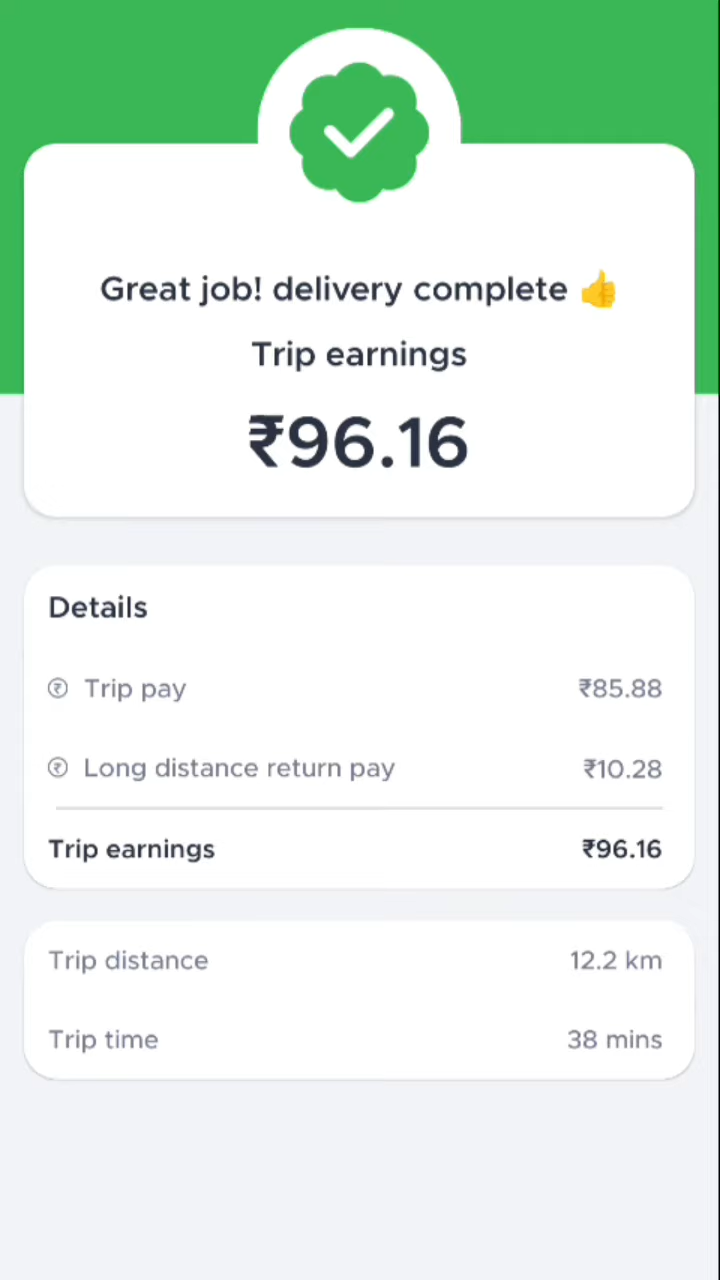 Great job! delivery complete 👍
Trip earnings
₹96.16
Details
Trip pay ₹85.88
Long distance return pay ₹10.28
Trip earnings ₹96.16
Trip distance 12.2 km
Trip time 38 mins